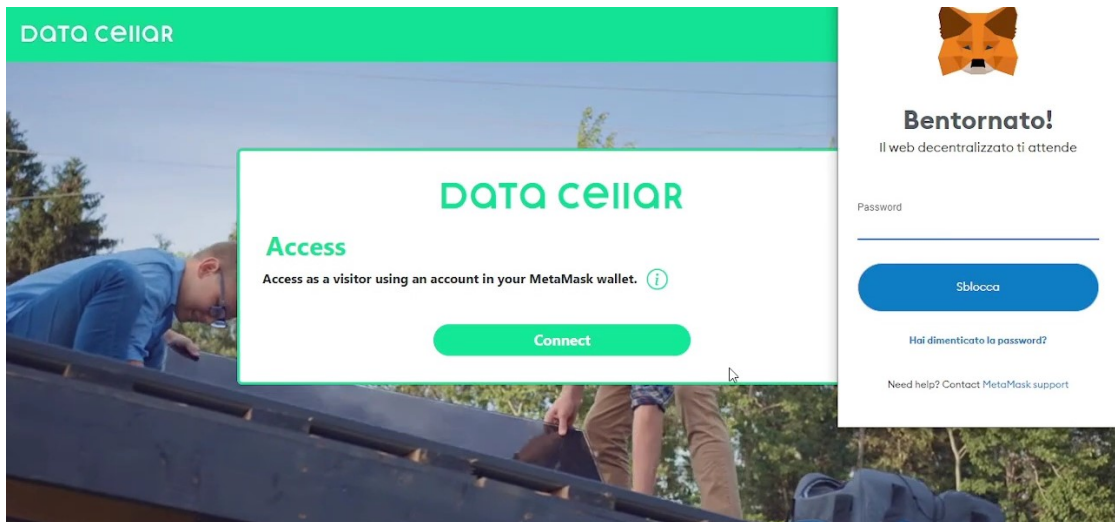 DATA CELLAR
DATA CELLAR
Access
Access as a visitor using an account in your MetaMask wallet.
Connect
Bentornato!
Il web decentralizzato ti attende
Password
Sblocca
Hai dimenticato la password?
Need help? Contact MetaMask support